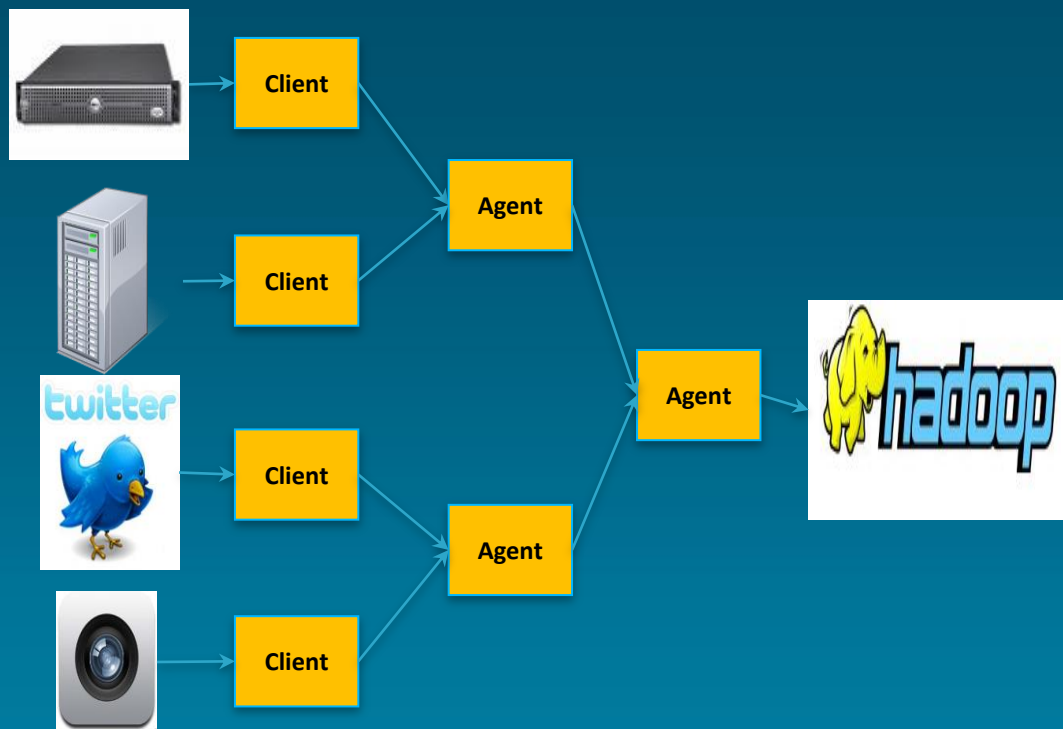 Client
Agent
Client
Agent
hadoop
twitter
Client
Agent
Client